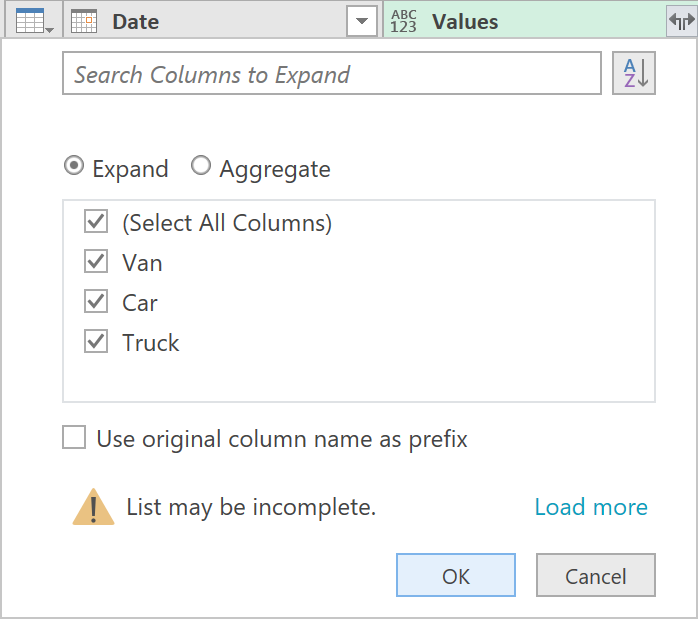 Date
ABC
123
Values
Search Columns to Expand
A
Z
Expand
Aggregate
(Select All Columns)
Van
Car
Truck
Use original column name as prefix
List may be incomplete.
Load more
OK
Cancel